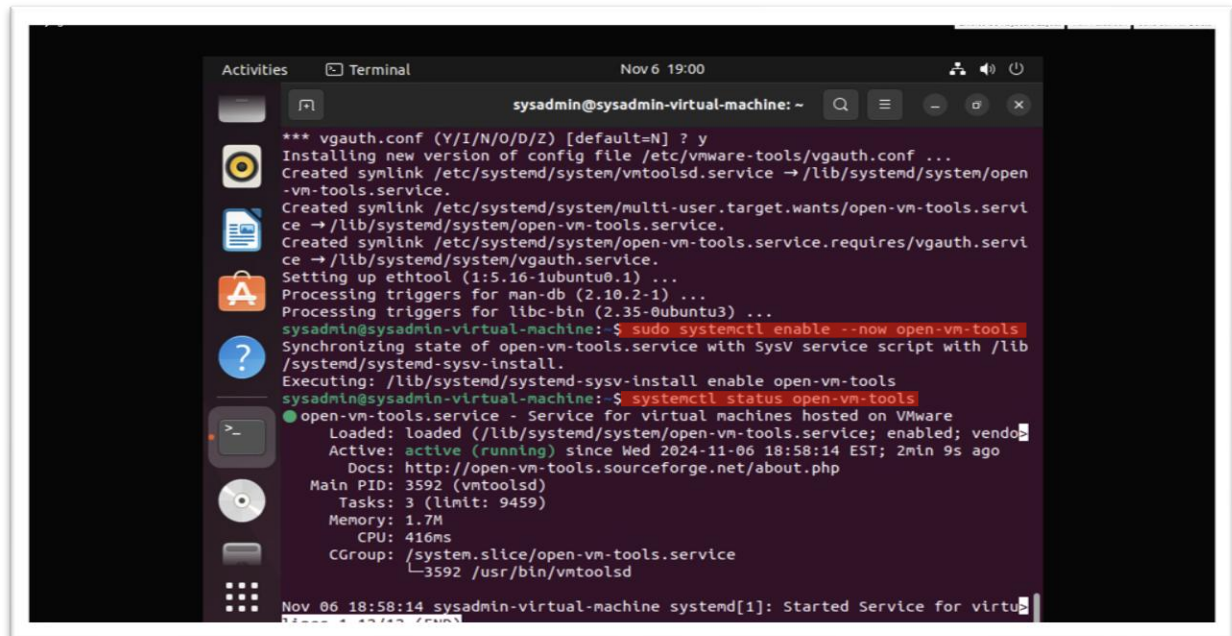 Activities Terminal Nov 6 19:00
sysadmin@sysadmin-virtual-machine: ~
*** vgauth.conf (Y/I/N/O/D/Z) [default=N] ? y
Installing new version of config file /etc/vmware-tools/vgauth.conf ...
Created symlink /etc/systemd/system/vmtoolsd.service → /lib/systemd/system/open
-vm-tools.service.
Created symlink /etc/systemd/system/multi-user.target.wants/open-vm-tools.servi
ce → /lib/systemd/system/open-vm-tools.service.
Created symlink /etc/systemd/system/open-vm-tools.service.requires/vgauth.servi
ce → /lib/systemd/system/vgauth.service.
Setting up ethtool (1:5.16-1ubuntu0.1) ...
Processing triggers for man-db (2.10.2-1) ...
Processing triggers for libc-bin (2.35-0ubuntu3) ...
sysadmin@sysadmin-virtual-machine:~$ sudo systemctl enable --now open-vm-tools
Synchronizing state of open-vm-tools.service with SysV service script with /lib
/systemd/systemd-sysv-install.
Executing: /lib/systemd/systemd-sysv-install enable open-vm-tools
sysadmin@sysadmin-virtual-machine:~$ systemctl status open-vm-tools
● open-vm-tools.service - Service for virtual machines hosted on VMware
Loaded: loaded (/lib/systemd/system/open-vm-tools.service; enabled; vendo>
Active: active (running) since Wed 2024-11-06 18:58:14 EST; 2min 9s ago
Docs: http://open-vm-tools.sourceforge.net/about.php
Main PID: 3592 (vmtoolsd)
Tasks: 3 (limit: 9459)
Memory: 1.7M
CPU: 416ms
CGroup: /system.slice/open-vm-tools.service
└─3592 /usr/bin/vmtoolsd
Nov 06 18:58:14 sysadmin-virtual-machine systemd[1]: Started Service for virtu>
lines 1-12/12 (END)